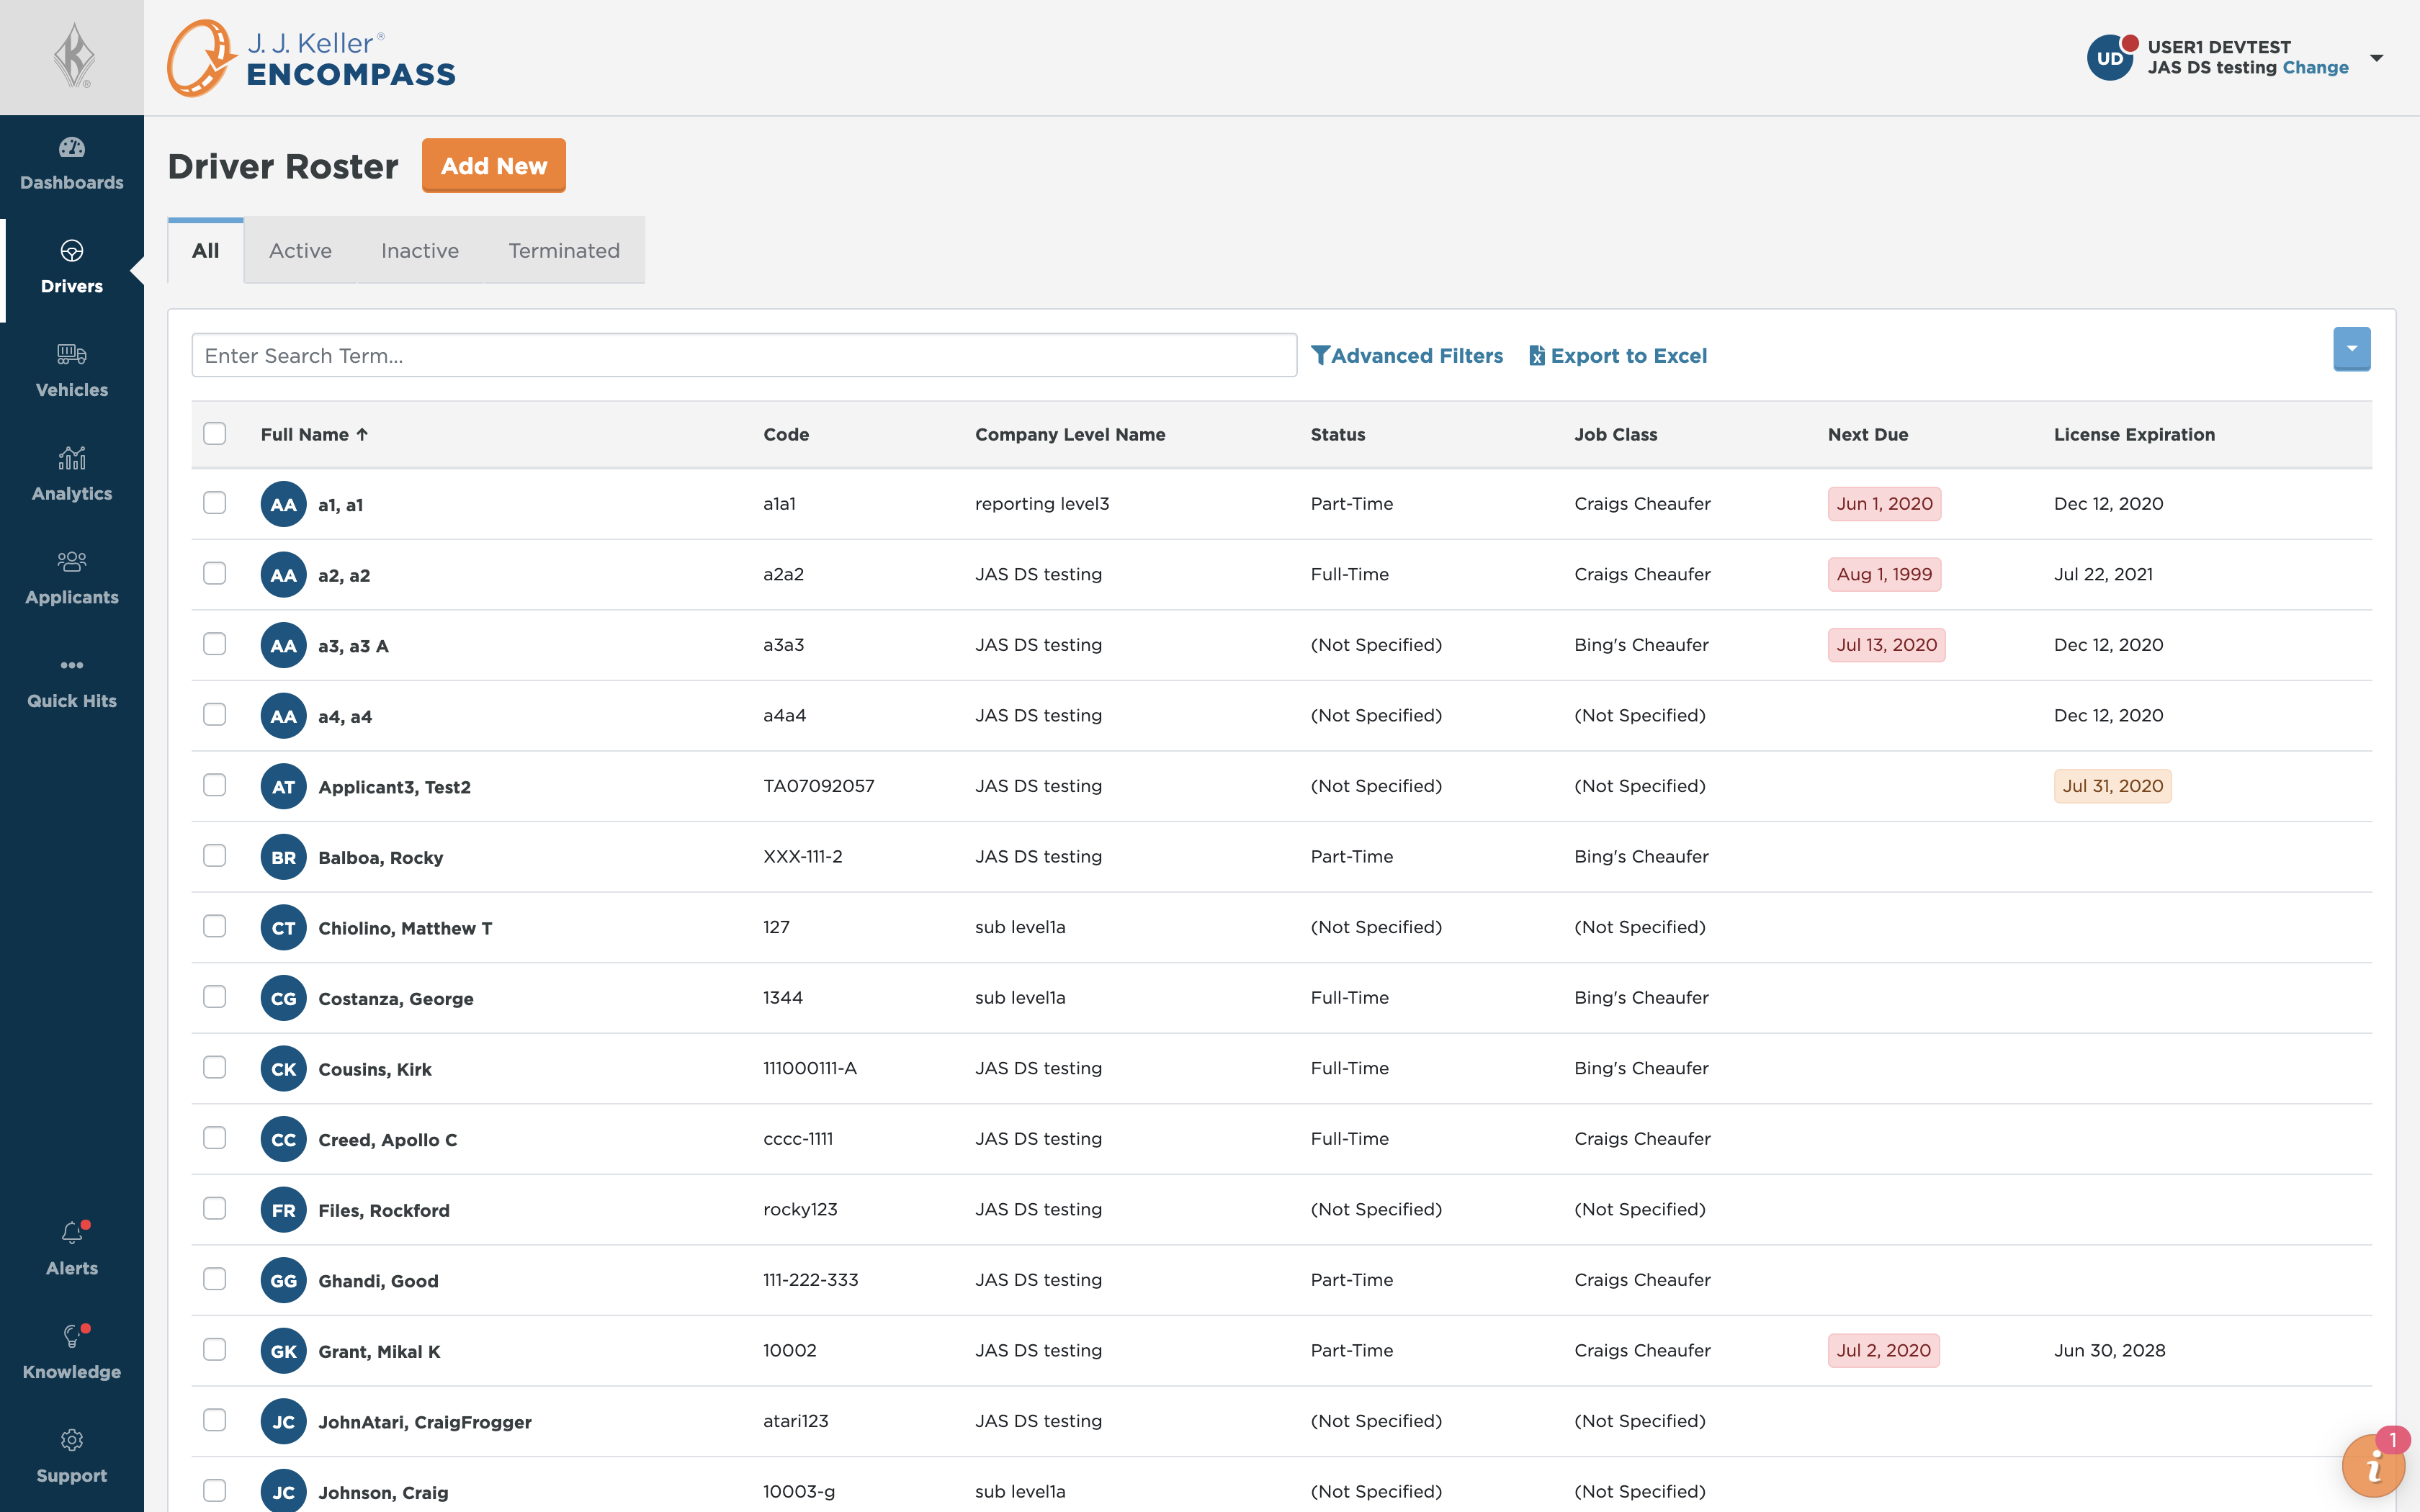 J. J. Keller®
ENCOMPASS
UD
USER1 DEVTEST
JAS DS testing Change
Dashboards
Drivers
Vehicles
Analytics
Applicants
Quick Hits
Alerts
Knowledge
Support
Driver Roster Add New
All Active Inactive Terminated
Enter Search Term... Advanced Filters Export to Excel
Full Name ↑ Code Company Level Name Status Job Class Next Due License Expiration
AA a1, a1 a1a1 reporting level3 Part-Time Craigs Cheaufer Jun 1, 2020 Dec 12, 2020
AA a2, a2 a2a2 JAS DS testing Full-Time Craigs Cheaufer Aug 1, 1999 Jul 22, 2021
AA a3, a3 A a3a3 JAS DS testing (Not Specified) Bing's Cheaufer Jul 13, 2020 Dec 12, 2020
AA a4, a4 a4a4 JAS DS testing (Not Specified) (Not Specified) Dec 12, 2020
AT Applicant3, Test2 TA07092057 JAS DS testing (Not Specified) (Not Specified) Jul 31, 2020
BR Balboa, Rocky XXX-111-2 JAS DS testing Part-Time Bing's Cheaufer
CT Chiolino, Matthew T 127 sub level1a (Not Specified) (Not Specified)
CG Costanza, George 1344 sub level1a Full-Time Bing's Cheaufer
CK Cousins, Kirk 111000111-A JAS DS testing Full-Time Bing's Cheaufer
CC Creed, Apollo C cccc-1111 JAS DS testing Full-Time Craigs Cheaufer
FR Files, Rockford rocky123 JAS DS testing (Not Specified) (Not Specified)
GG Ghandi, Good 111-222-333 JAS DS testing Part-Time Craigs Cheaufer
GK Grant, Mikal K 10002 JAS DS testing Part-Time Craigs Cheaufer Jul 2, 2020 Jun 30, 2028
JC JohnAtari, CraigFrogger atari123 JAS DS testing (Not Specified) (Not Specified)
JC Johnson, Craig 10003-g sub level1a (Not Specified) (Not Specified)
i 1